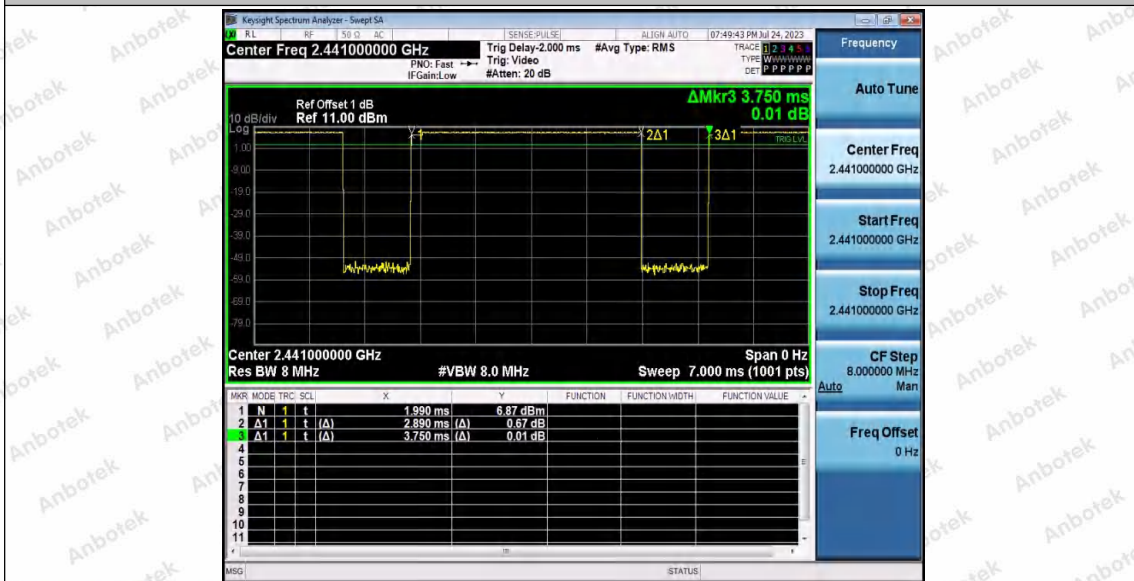 Keysight Spectrum Analyzer - Swept SA
RL RF 50 Ω AC SENSE:PULSE ALIGN AUTO 07:49:43 PM Jul 24, 2023
Center Freq 2.441000000 GHz
PNO: Fast
IFGain:Low
Trig Delay-2.000 ms
Trig: Video
#Atten: 20 dB
#Avg Type: RMS
TRACE 1 2 3 4 5 6
TYPE WWWWWW
DET P P P P P P
ΔMkr3 3.750 ms
0.01 dB
Ref Offset 1 dB
10 dB/div Ref 11.00 dBm
Log
1.00
-9.00
-19.0
-29.0
-39.0
-49.0
-59.0
-69.0
-79.0
1 2Δ1 3Δ1
TRIG LVL
Center 2.441000000 GHz Span 0 Hz
Res BW 8 MHz #VBW 8.0 MHz Sweep 7.000 ms (1001 pts)
MKR MODE TRC SCL X Y FUNCTION FUNCTION WIDTH FUNCTION VALUE
1 N 1 t 1.990 ms 6.87 dBm
2 Δ1 1 t (Δ) 2.890 ms (Δ) 0.67 dB
3 Δ1 1 t (Δ) 3.750 ms (Δ) 0.01 dB
4
5
6
7
8
9
10
11
MSG STATUS
Frequency
Auto Tune
Center Freq
2.441000000 GHz
Start Freq
2.441000000 GHz
Stop Freq
2.441000000 GHz
CF Step
8.000000 MHz
Auto Man
Freq Offset
0 Hz
Anbotek